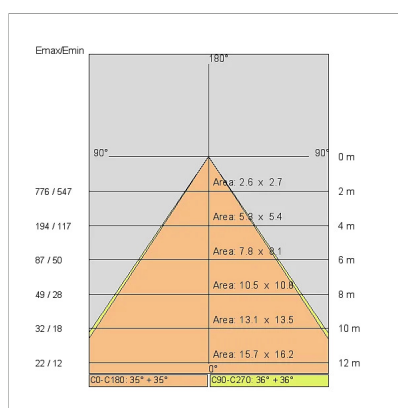 Emax/Emin
180°
90° 90° 0 m
Area: 2.6 x 2.7
776 / 547 2 m
Area: 5.3 x 5.4
194 / 117 4 m
Area: 7.8 x 8.1
87 / 50 6 m
Area: 10.5 x 10.8
49 / 28 8 m
Area: 13.1 x 13.5
32 / 18 10 m
Area: 15.7 x 16.2
22 / 12 12 m
0°
C0-C180: 35° + 35° C90-C270: 36° + 36°